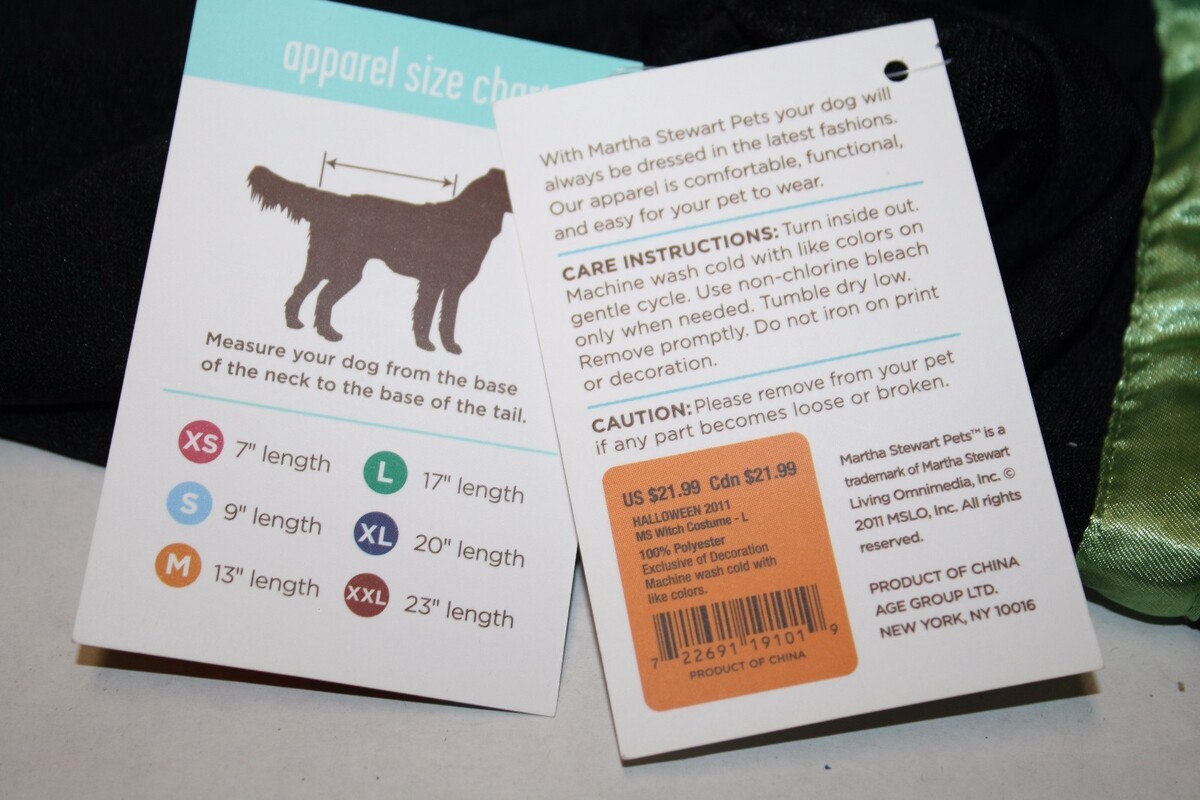 apparel size chart
Measure your dog from the base
of the neck to the base of the tail.
XS 7" length
S 9" length
M 13" length
L 17" length
XL 20" length
XXL 23" length
With Martha Stewart Pets your dog will
always be dressed in the latest fashions.
Our apparel is comfortable, functional,
and easy for your pet to wear.
CARE INSTRUCTIONS: Turn inside out.
Machine wash cold with like colors on
gentle cycle. Use non-chlorine bleach
only when needed. Tumble dry low.
Remove promptly. Do not iron on print
or decoration.
CAUTION: Please remove from your pet
if any part becomes loose or broken.
US $21.99 Cdn $21.99
HALLOWEEN 2011
MS Witch Costume - L
100% Polyester
Exclusive of Decoration
Machine wash cold with
like colors.
7 22691 19101 9
PRODUCT OF CHINA
Martha Stewart Pets™ is a
trademark of Martha Stewart
Living Omnimedia, Inc. ©
2011 MSLO, Inc. All rights
reserved.
PRODUCT OF CHINA
AGE GROUP LTD.
NEW YORK, NY 10016